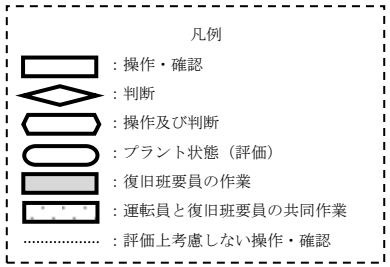 凡例
：操作・確認
：判断
：操作及び判断
：プラント状態（評価）
：復旧班要員の作業
：運転員と復旧班要員の共同作業
：評価上考慮しない操作・確認